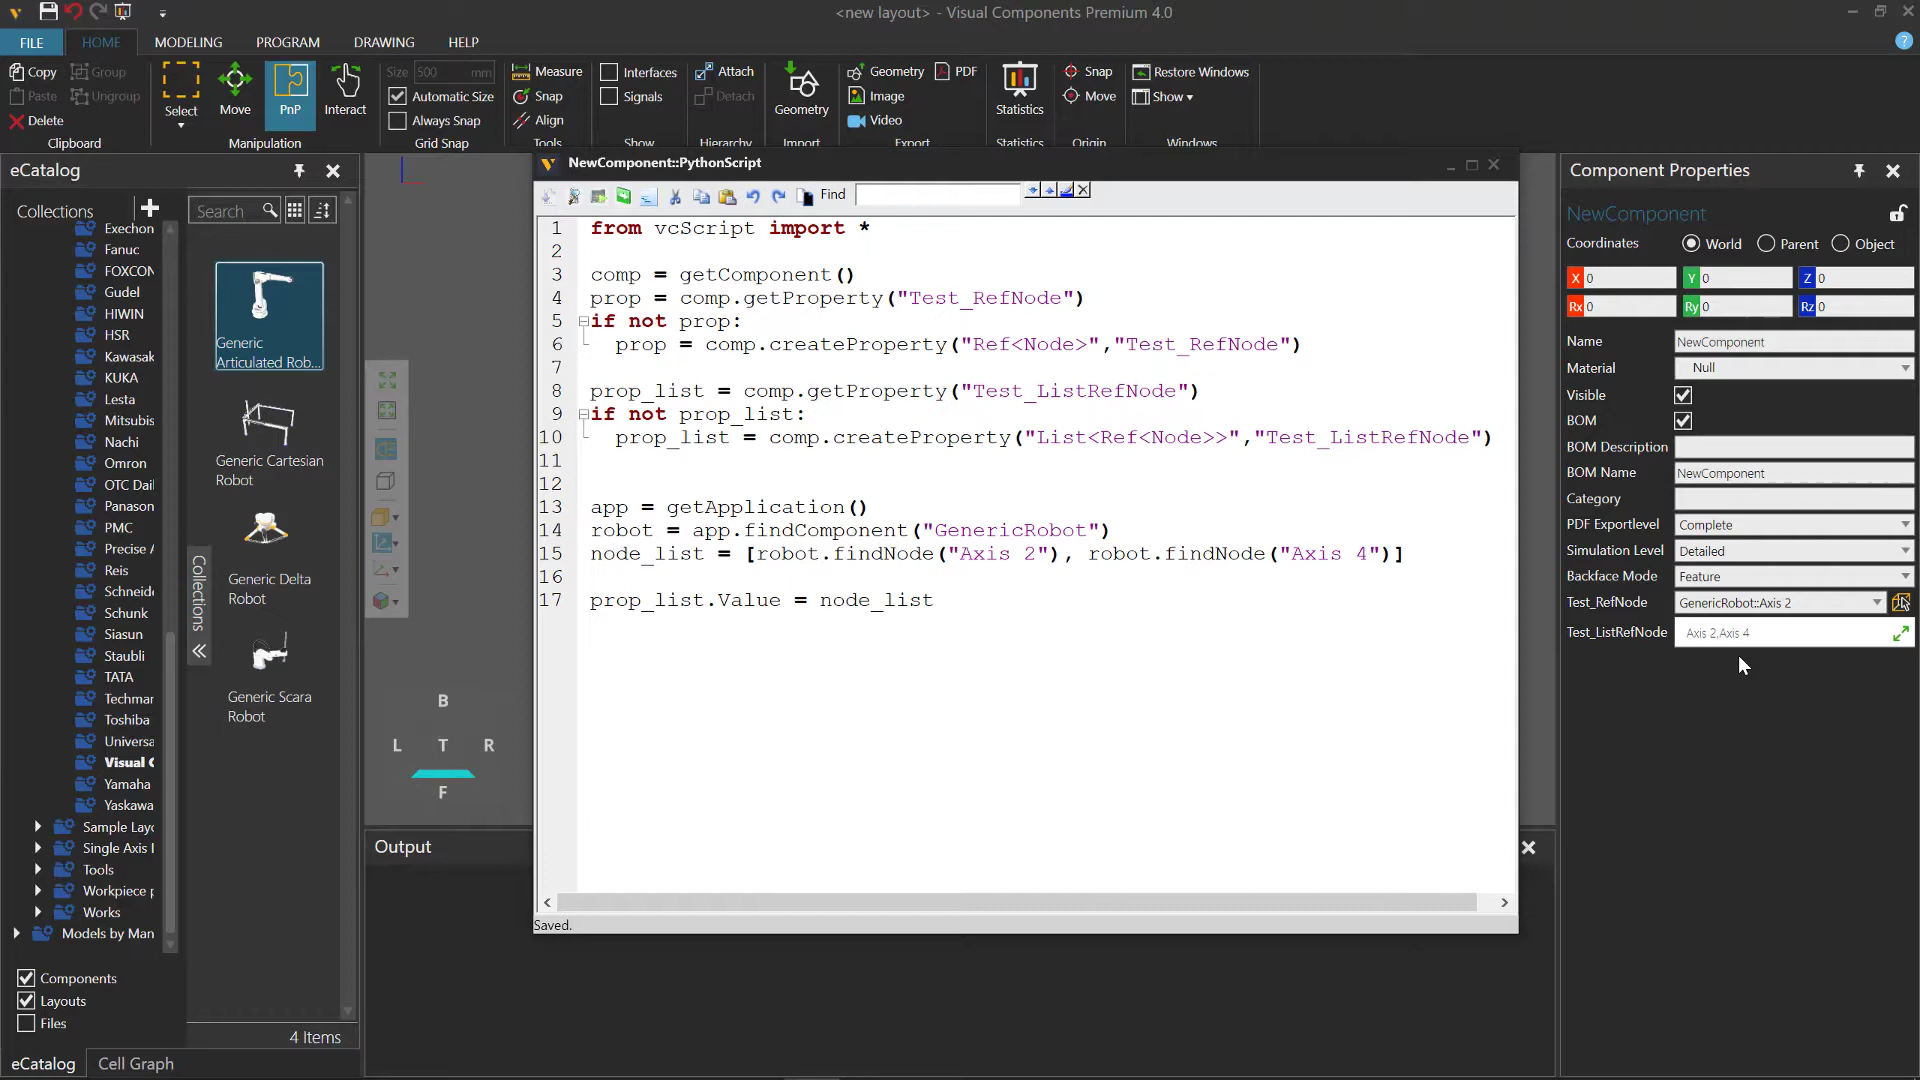 <new layout> - Visual Components Premium 4.0
FILE
HOME
MODELING
PROGRAM
DRAWING
HELP
Copy
Paste
Delete
Group
Ungroup
Clipboard
Select
Move
PnP
Interact
Manipulation
Size 500 mm
Automatic Size
Always Snap
Grid Snap
Measure
Snap
Align
Tools
Interfaces
Signals
Show
Attach
Detach
Hierarchy
Geometry
Import
Geometry
PDF
Image
Video
Export
Statistics
Statistics
Snap
Move
Origin
Restore Windows
Show
Windows
eCatalog
Collections
Search
Exechon
Fanuc
FOXCON
Gudel
HIWIN
HSR
Kawasak
KUKA
Lesta
Mitsubis
Nachi
Omron
OTC Dail
Panason
PMC
Precise A
Reis
Schneide
Schunk
Siasun
Staubli
TATA
Techmar
Toshiba
Universa
Visual C
Yamaha
Yaskawa
Sample Layo
Single Axis I
Tools
Workpiece p
Works
Models by Man
Components
Layouts
Files
Collections
Generic
Articulated Rob...
Generic Cartesian
Robot
Generic Delta
Robot
Generic Scara
Robot
4 Items
eCatalog
Cell Graph
B
L T R
F
Output
NewComponent::PythonScript
Find
1 from vcScript import *
2
3 comp = getComponent()
4 prop = comp.getProperty("Test_RefNode")
5 if not prop:
6 prop = comp.createProperty("Ref<Node>","Test_RefNode")
7
8 prop_list = comp.getProperty("Test_ListRefNode")
9 if not prop_list:
10 prop_list = comp.createProperty("List<Ref<Node>>","Test_ListRefNode")
11
12
13 app = getApplication()
14 robot = app.findComponent("GenericRobot")
15 node_list = [robot.findNode("Axis 2"), robot.findNode("Axis 4")]
16
17 prop_list.Value = node_list
Saved.
Component Properties
NewComponent
Coordinates World Parent Object
X 0 Y 0 Z 0
Rx 0 Ry 0 Rz 0
Name NewComponent
Material Null
Visible
BOM
BOM Description
BOM Name NewComponent
Category
PDF Exportlevel Complete
Simulation Level Detailed
Backface Mode Feature
Test_RefNode GenericRobot::Axis 2
Test_ListRefNode Axis 2,Axis 4